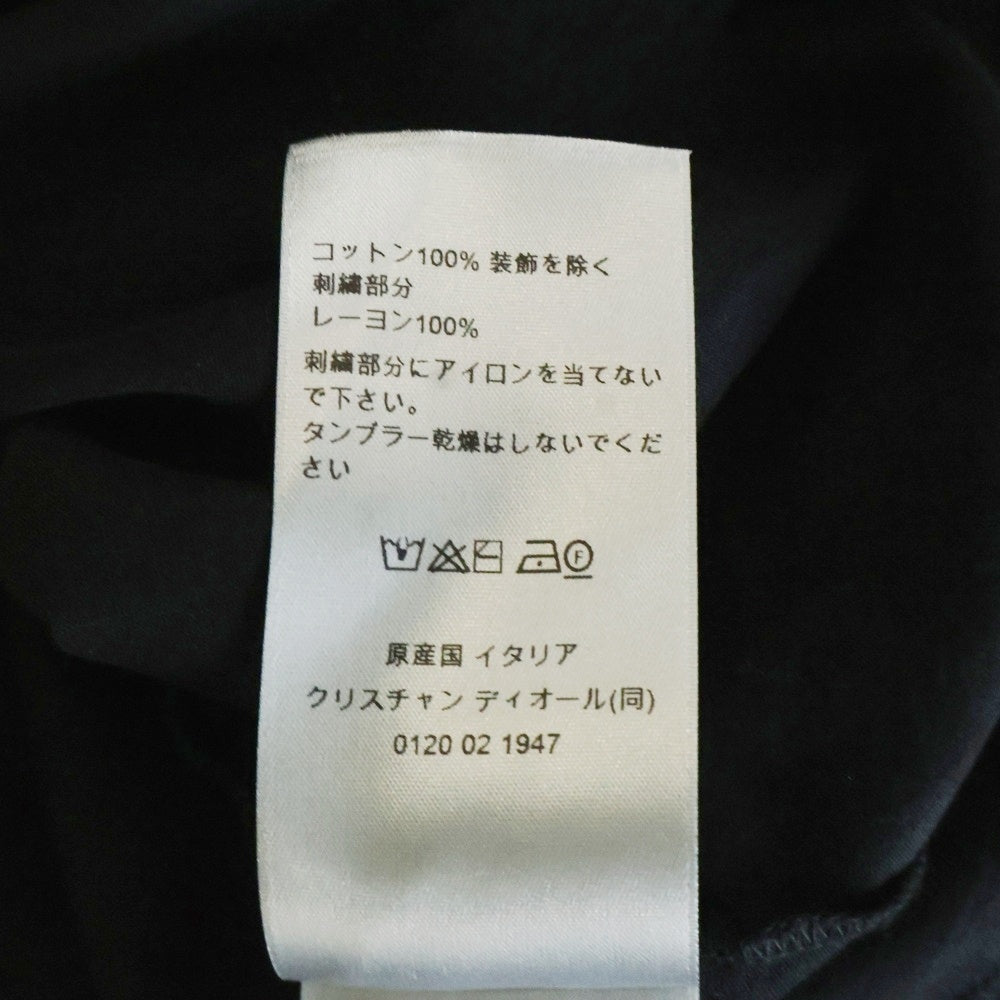 コットン100% 装飾を除く
刺繍部分
レーヨン100%
刺繍部分にアイロンを当てない
で下さい。
タンブラー乾燥はしないでくだ
さい
F
原産国 イタリア
クリスチャン ディオール(同)
0120 02 1947